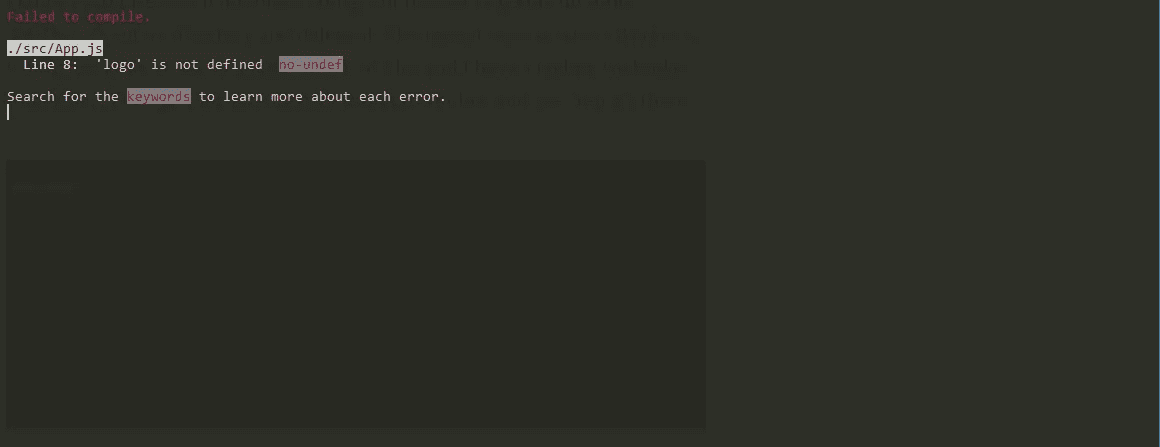 Failed to compile.
./src/App.js
Line 8: 'logo' is not defined no-undef
Search for the keywords to learn more about each error.